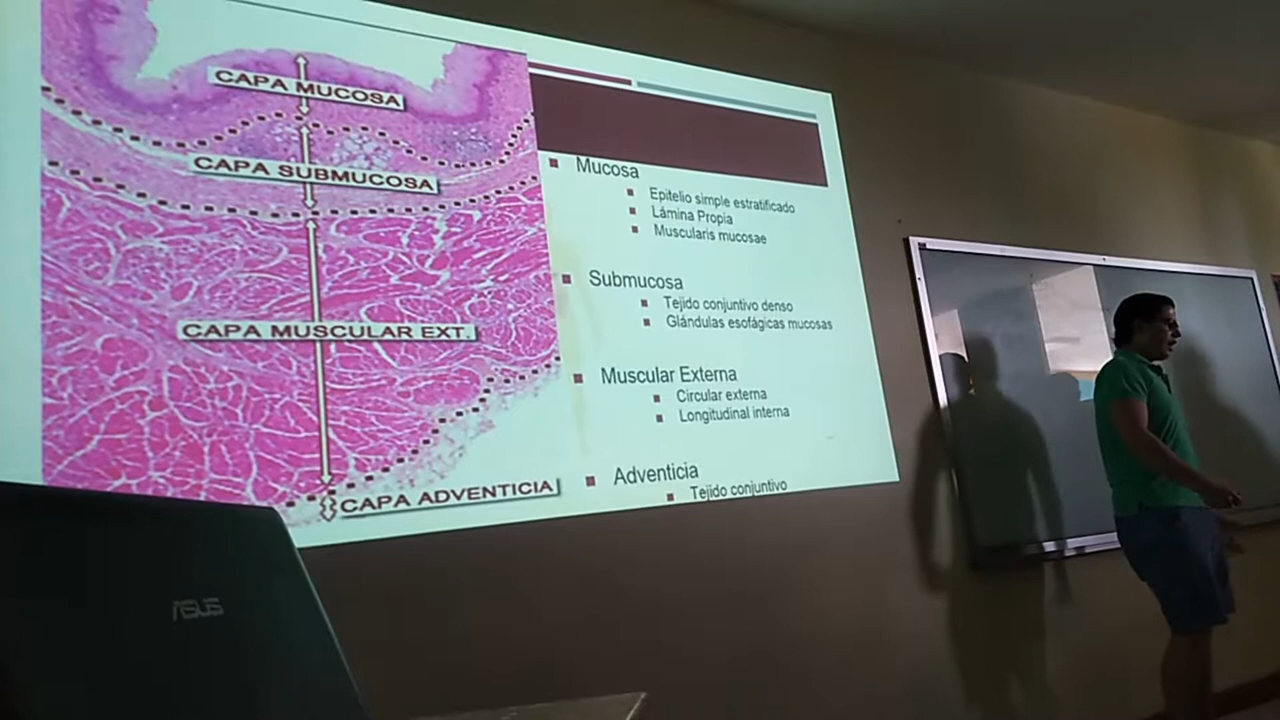 CAPA MUCOSA
CAPA SUBMUCOSA
CAPA MUSCULAR EXT.
CAPA ADVENTICIA
Mucosa
Epitelio simple estratificado
Lámina Propia
Muscularis mucosae
Submucosa
Tejido conjuntivo denso
Glándulas esofágicas mucosas
Muscular Externa
Circular externa
Longitudinal interna
Adventicia
Tejido conjuntivo
ASUS